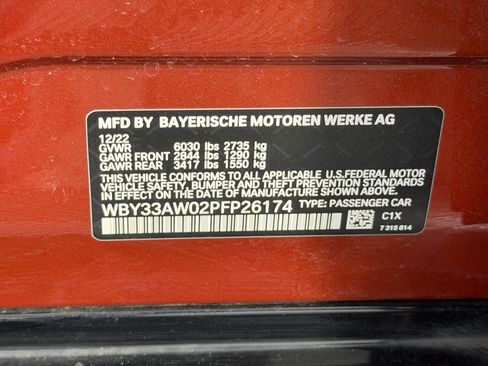 MFD BY BAYERISCHE MOTOREN WERKE AG
12/22
GVWR 6030 lbs 2735 kg
GAWR FRONT 2844 lbs 1290 kg
GAWR REAR 3417 lbs 1550 kg
THIS VEHICLE CONFORMS TO ALL APPLICABLE U.S. FEDERAL MOTOR
VEHICLE SAFETY, BUMPER, AND THEFT PREVENTION STANDARDS
IN EFFECT ON THE DATE OF MANUFACTURE SHOWN ABOVE.
WBY33AW02PFP26174 TYPE: PASSENGER CAR
C1X
7 315 814